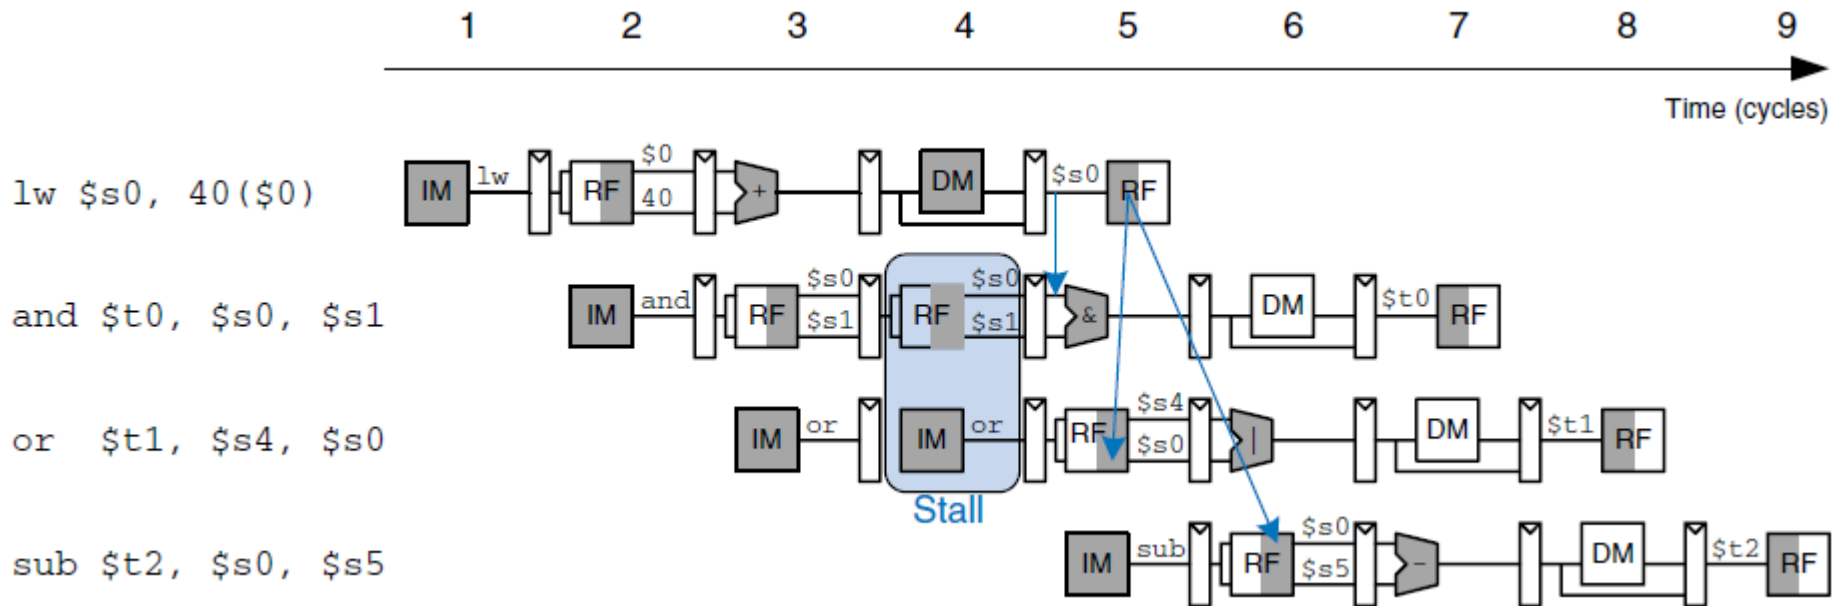 1 2 3 4 5 6 7 8 9
Time (cycles)
lw $s0, 40($0) IM lw RF $0 40 + DM $s0 RF
and $t0, $s0, $s1 IM and RF $s0 $s1 RF $s0 $s1 & DM $t0 RF
or $t1, $s4, $s0 IM or IM or RF $s4 $s0 | DM $t1 RF
Stall
sub $t2, $s0, $s5 IM sub RF $s0 $s5 - DM $t2 RF